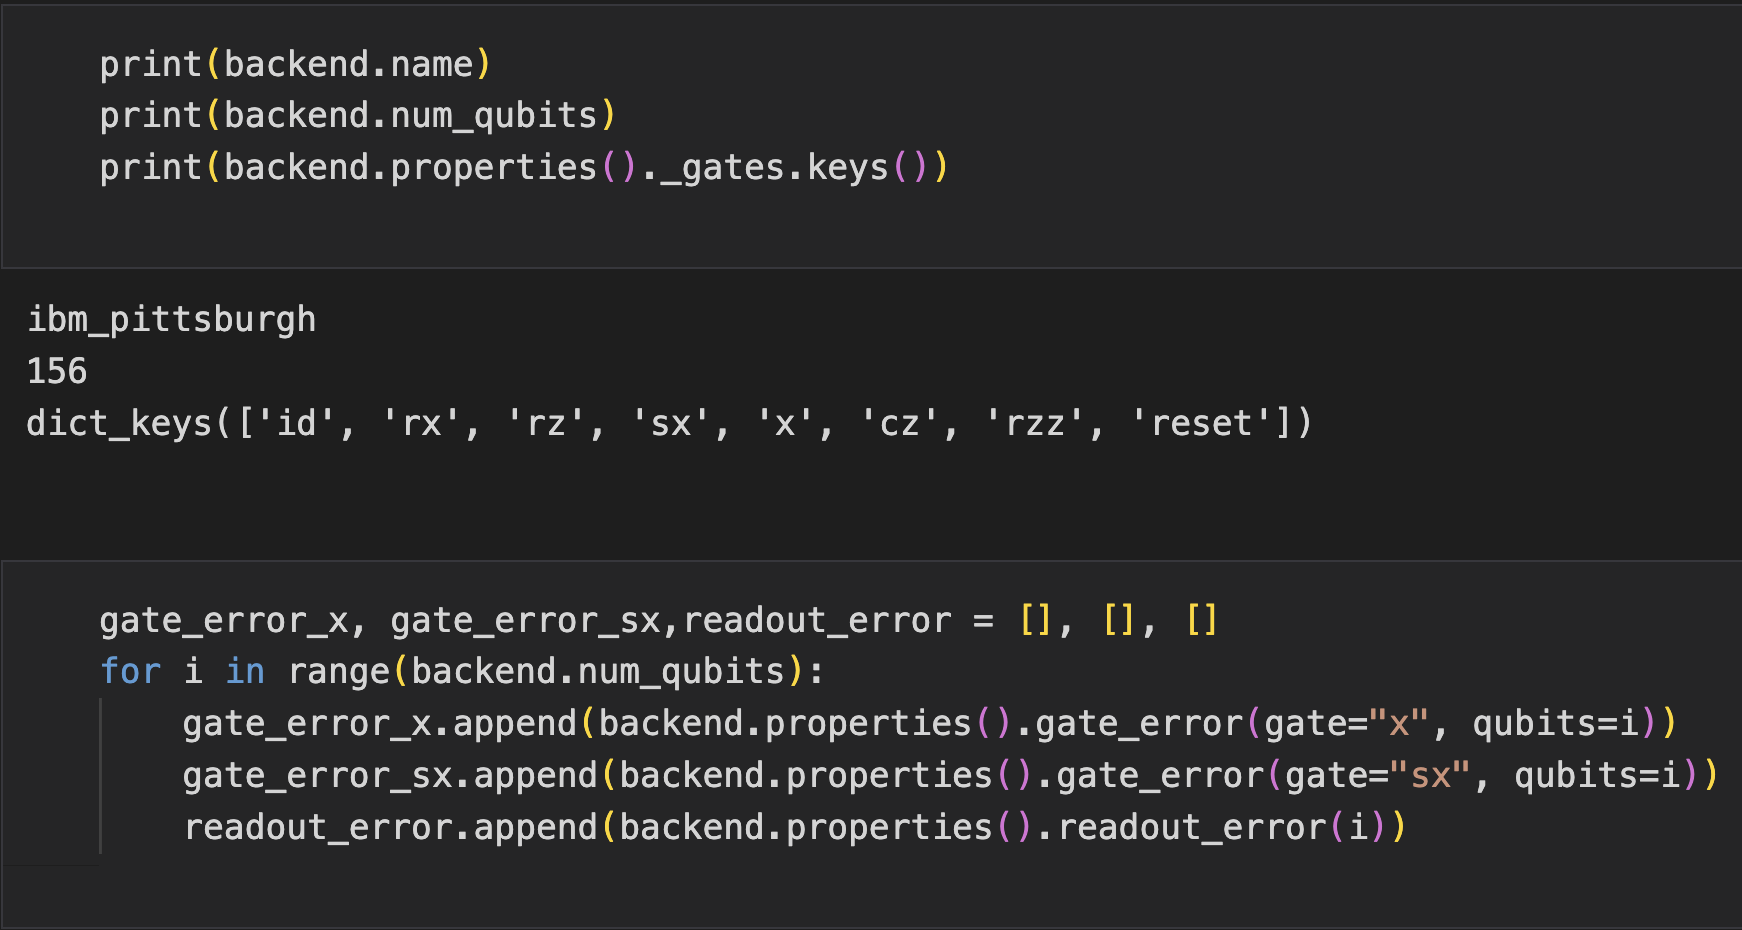 print(backend.name)
print(backend.num_qubits)
print(backend.properties()._gates.keys())
ibm_pittsburgh
156
dict_keys(['id', 'rx', 'rz', 'sx', 'x', 'cz', 'rzz', 'reset'])
gate_error_x, gate_error_sx,readout_error = [], [], []
for i in range(backend.num_qubits):
    gate_error_x.append(backend.properties().gate_error(gate="x", qubits=i))
    gate_error_sx.append(backend.properties().gate_error(gate="sx", qubits=i))
    readout_error.append(backend.properties().readout_error(i))